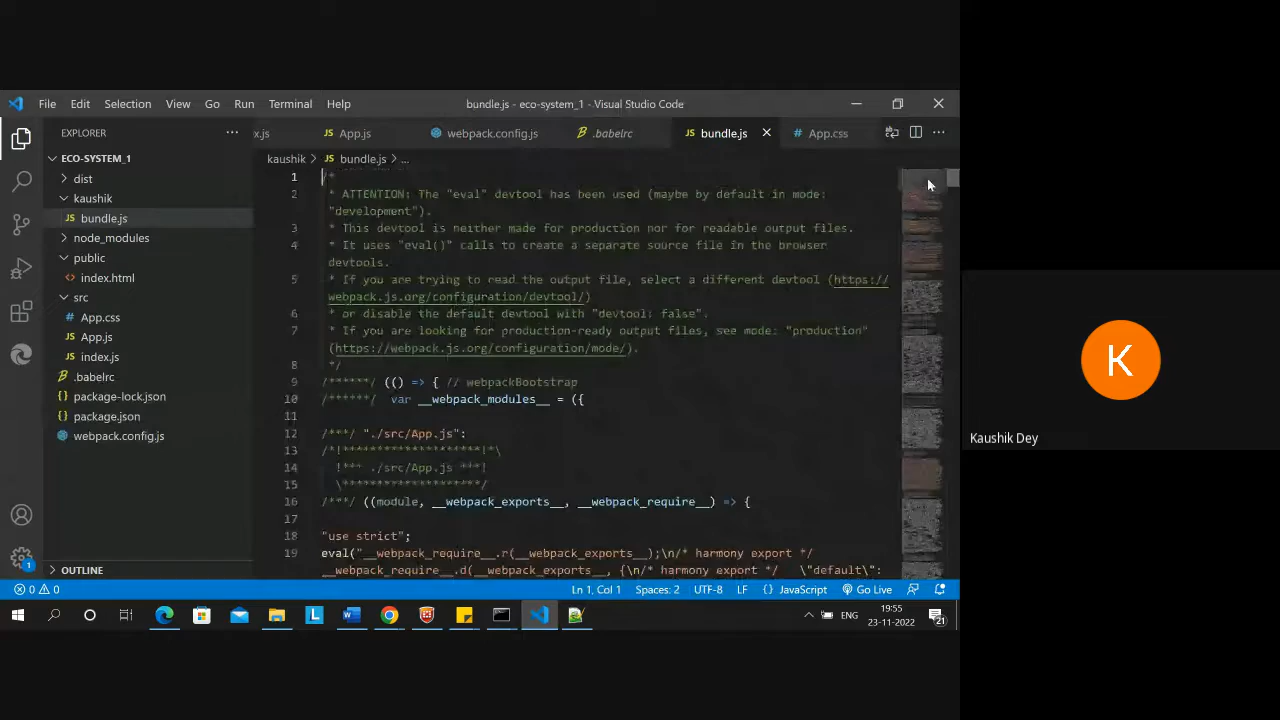 File Edit Selection View Go Run Terminal Help
bundle.js - eco-system_1 - Visual Studio Code
EXPLORER
x.js App.js webpack.config.js .babelrc bundle.js App.css
ECO-SYSTEM_1
kaushik > JS bundle.js > ...
dist
kaushik
JS bundle.js
node_modules
public
<> index.html
src
App.css
JS App.js
JS index.js
.babelrc
package-lock.json
package.json
webpack.config.js
OUTLINE
1 /*
2 * ATTENTION: The "eval" devtool has been used (maybe by default in mode:
"development").
3 * This devtool is neither made for production nor for readable output files.
4 * It uses "eval()" calls to create a separate source file in the browser
devtools.
5 * If you are trying to read the output file, select a different devtool (https://
webpack.js.org/configuration/devtool/)
6 * or disable the default devtool with "devtool: false".
7 * If you are looking for production-ready output files, see mode: "production"
(https://webpack.js.org/configuration/mode/).
8 */
9 /******/ (() => { // webpackBootstrap
10 /******/ var __webpack_modules__ = ({
11
12 /***/ "./src/App.js":
13 /*!********************!*\
14 !*** ./src/App.js ***!
15 \********************/
16 /***/ ((module, __webpack_exports__, __webpack_require__) => {
17
18 "use strict";
19 eval("__webpack_require__.r(__webpack_exports__);\n/* harmony export */
__webpack_require__.d(__webpack_exports__, {\n/* harmony export */ \"default\":
0 0 Ln 1, Col 1 Spaces: 2 UTF-8 LF {} JavaScript Go Live
ENG 19:55
23-11-2022 21
K
Kaushik Dey